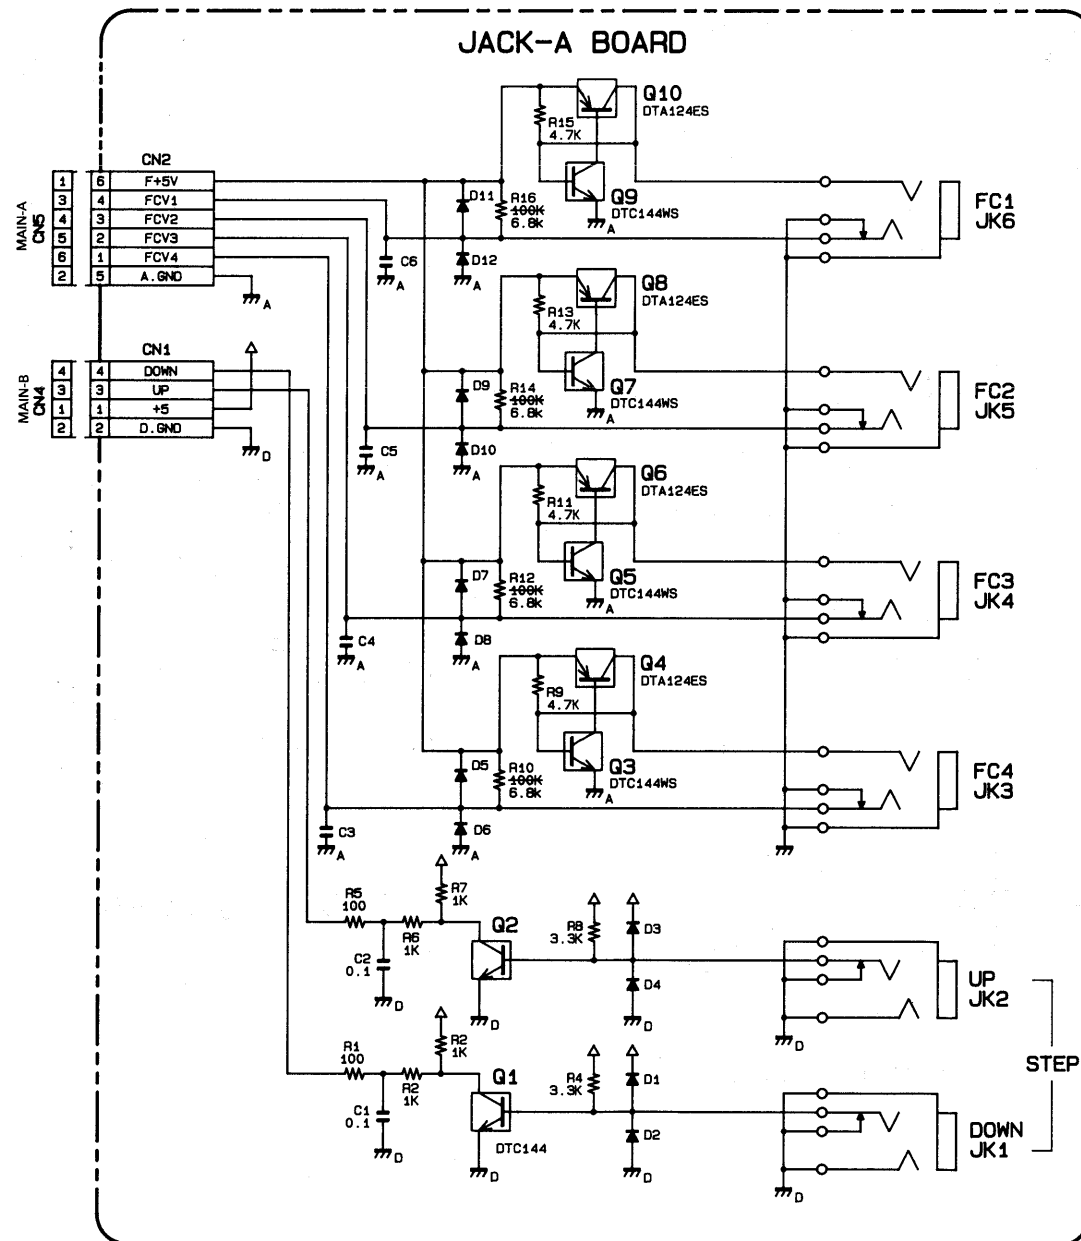 JACK-A BOARD
Q10
DTA124ES
R15
4.7K
Q9
DTC144WS
A
CN2
1 6 F+5V
3 4 FCV1
4 3 FCV2
5 2 FCV3
6 1 FCV4
2 5 A.GND
MAIN-A
CN5
A
D11
R16
100K
6.8K
D12
A
C6
A
FC1
JK6
Q8
DTA124ES
R13
4.7K
Q7
DTC144WS
A
CN1
4 4 DOWN
3 3 UP
1 1 +5
2 2 D.GND
MAIN-B
CN4
D
D9
R14
100K
6.8K
D10
A
C5
A
FC2
JK5
Q6
DTA124ES
R11
4.7K
Q5
DTC144WS
A
D7
R12
100K
6.8K
D8
A
C4
A
FC3
JK4
Q4
DTA124ES
R9
4.7K
Q3
DTC144WS
A
D5
R10
100K
6.8K
D6
A
C3
A
FC4
JK3
R5
100
R6
1K
R7
1K
C2
0.1
D
Q2
D
R8
3.3K
D3
D4
D
D
UP
JK2
R1
100
R2
1K
R2
1K
C1
0.1
D
Q1
DTC144
D
R4
3.3K
D1
D2
D
D
DOWN
JK1
STEP